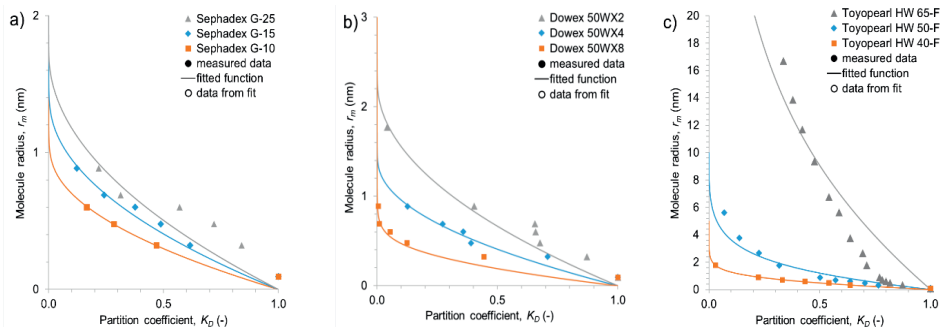 a)
Sephadex G-25
Sephadex G-15
Sephadex G-10
measured data
fitted function
data from fit
Molecule radius, rm (nm)
2
1
0
0.0
0.5
1.0
Partition coefficient, KD (-)
b)
Dowex 50WX2
Dowex 50WX4
Dowex 50WX8
measured data
fitted function
data from fit
Molecule radius, rm (nm)
3
2
1
0
0.0
0.5
1.0
Partition coefficient, KD (-)
c)
Toyopearl HW 65-F
Toyopearl HW 50-F
Toyopearl HW 40-F
measured data
fitted function
data from fit
Molecule radius, rm (nm)
20
18
16
14
12
10
8
6
4
2
0
0.0
0.5
1.0
Partition coefficient, KD (-)